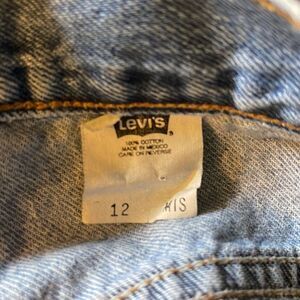 Levi's
100% COTTON
MADE IN MEXICO
CARE ON REVERSE
12 MIS